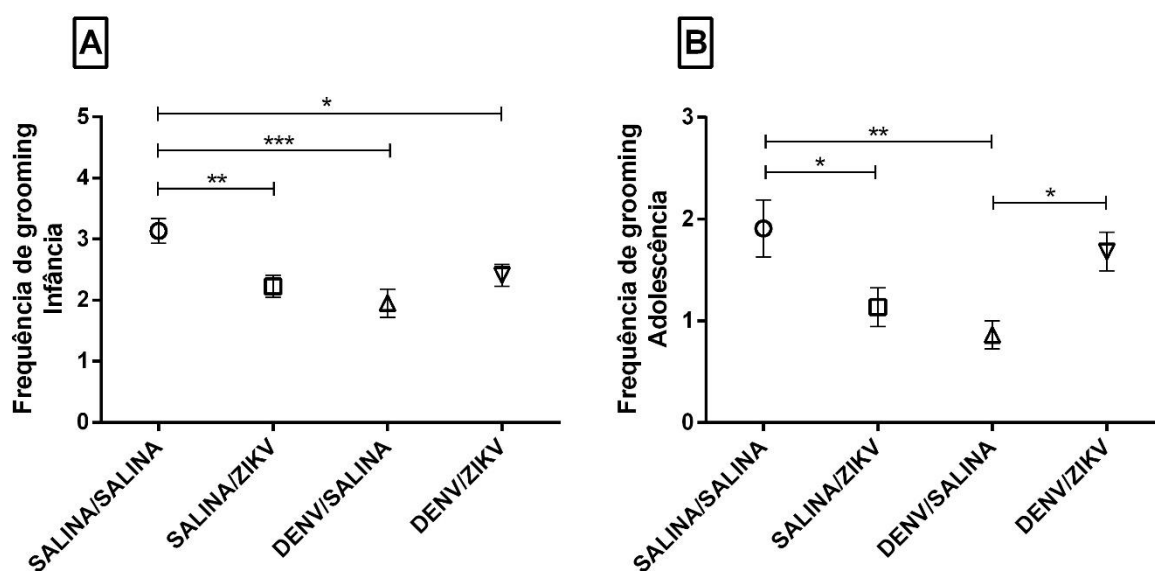 A
Frequência de grooming
Infância
5
4
3
2
1
0
*
***
**
SALINA/SALINA
SALINA/ZIKV
DENV/SALINA
DENV/ZIKV
B
Frequência de grooming
Adolescência
3
2
1
0
**
*
*
SALINA/SALINA
SALINA/ZIKV
DENV/SALINA
DENV/ZIKV